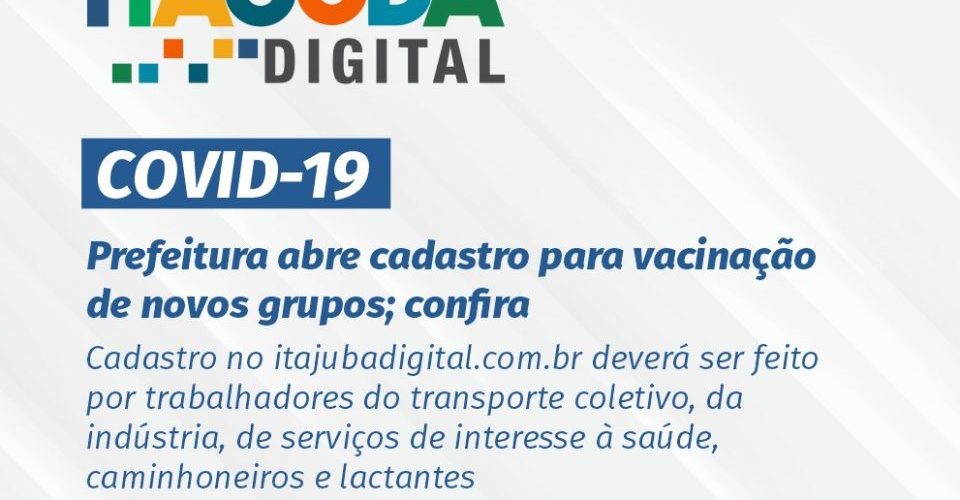 ITAJUBA
DIGITAL
COVID-19
Prefeitura abre cadastro para vacinação
de novos grupos; confira
Cadastro no itajubadigital.com.br deverá ser feito
por trabalhadores do transporte coletivo, da
indústria, de serviços de interesse à saúde,
caminhoneiros e lactantes